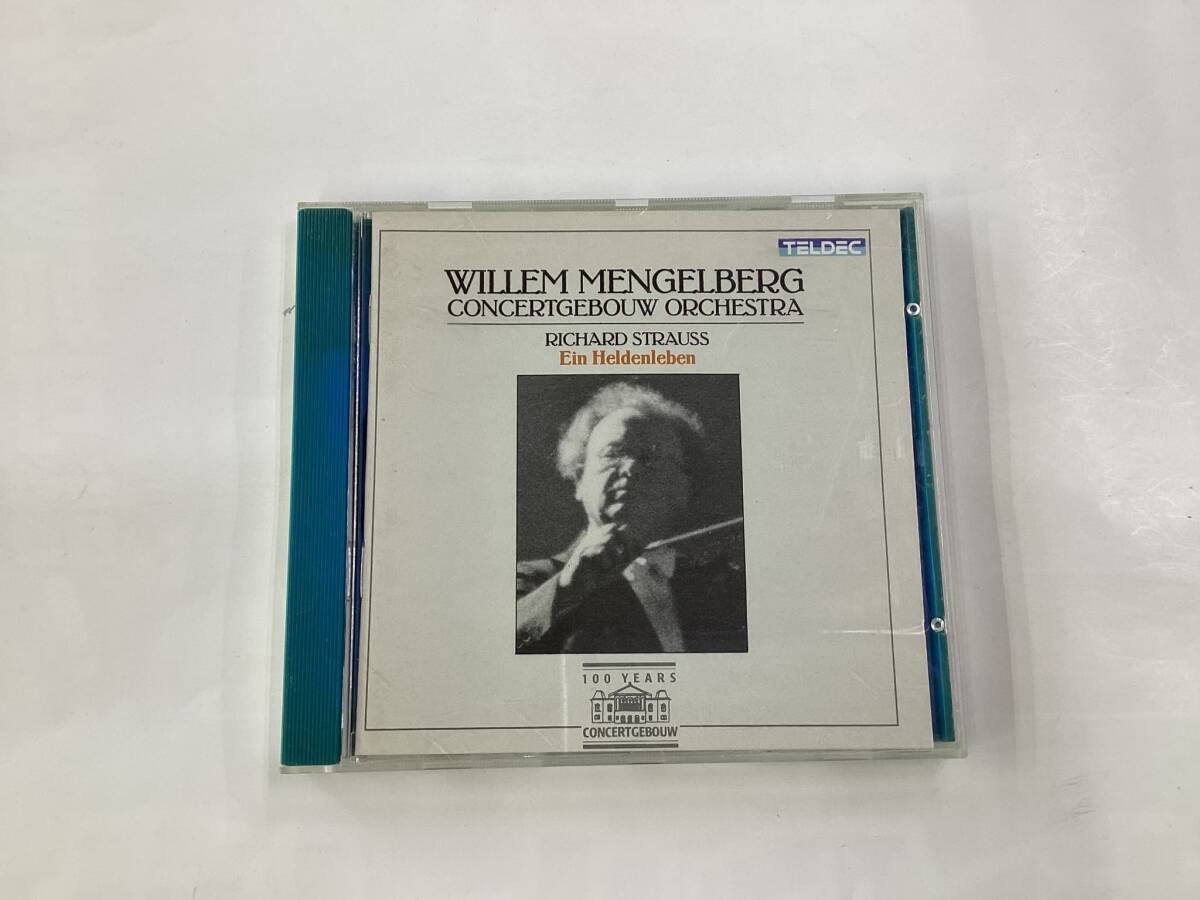 TELDEC
WILLEM MENGELBERG
CONCERTGEBOUW ORCHESTRA
RICHARD STRAUSS
Ein Heldenleben
100 YEARS
CONCERTGEBOUW